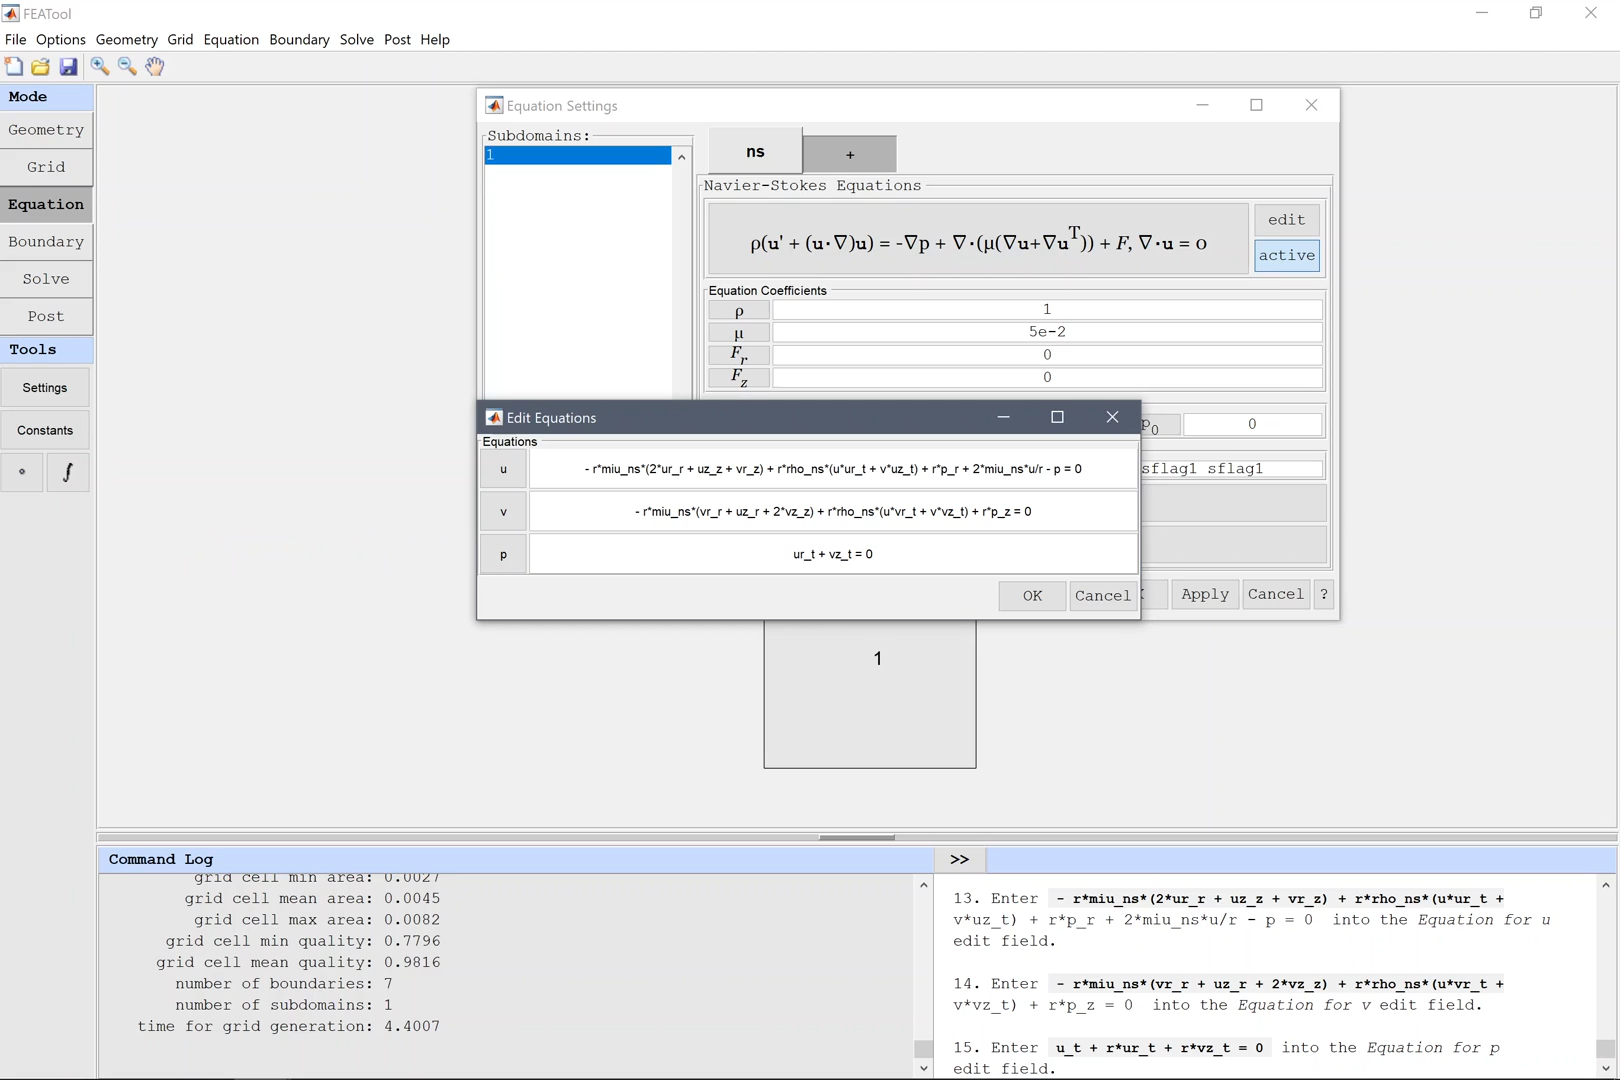 FEATool
File Options Geometry Grid Equation Boundary Solve Post Help
Mode
Geometry
Grid
Equation
Boundary
Solve
Post
Tools
Settings
Constants
∫
Equation Settings
Subdomains:
1
ns
+
Navier-Stokes Equations
ρ(u' + (u·∇)u) = -∇p + ∇·(μ(∇u+∇uᵀ)) + F, ∇·u = 0
edit
active
Equation Coefficients
ρ 1
μ 5e-2
F_r 0
F_z 0
p_0 0
sflag1 sflag1
Apply Cancel ?
Edit Equations
Equations
u - r*miu_ns*(2*ur_r + uz_z + vr_z) + r*rho_ns*(u*ur_t + v*uz_t) + r*p_r + 2*miu_ns*u/r - p = 0
v - r*miu_ns*(vr_r + uz_r + 2*vz_z) + r*rho_ns*(u*vr_t + v*vz_t) + r*p_z = 0
p ur_t + vz_t = 0
OK Cancel
1
Command Log
grid cell min area: 0.0027
grid cell mean area: 0.0045
grid cell max area: 0.0082
grid cell min quality: 0.7796
grid cell mean quality: 0.9816
number of boundaries: 7
number of subdomains: 1
time for grid generation: 4.4007
>>
13. Enter - r*miu_ns*(2*ur_r + uz_z + vr_z) + r*rho_ns*(u*ur_t +
v*uz_t) + r*p_r + 2*miu_ns*u/r - p = 0 into the Equation for u
edit field.
14. Enter - r*miu_ns*(vr_r + uz_r + 2*vz_z) + r*rho_ns*(u*vr_t +
v*vz_t) + r*p_z = 0 into the Equation for v edit field.
15. Enter u_t + r*ur_t + r*vz_t = 0 into the Equation for p
edit field.